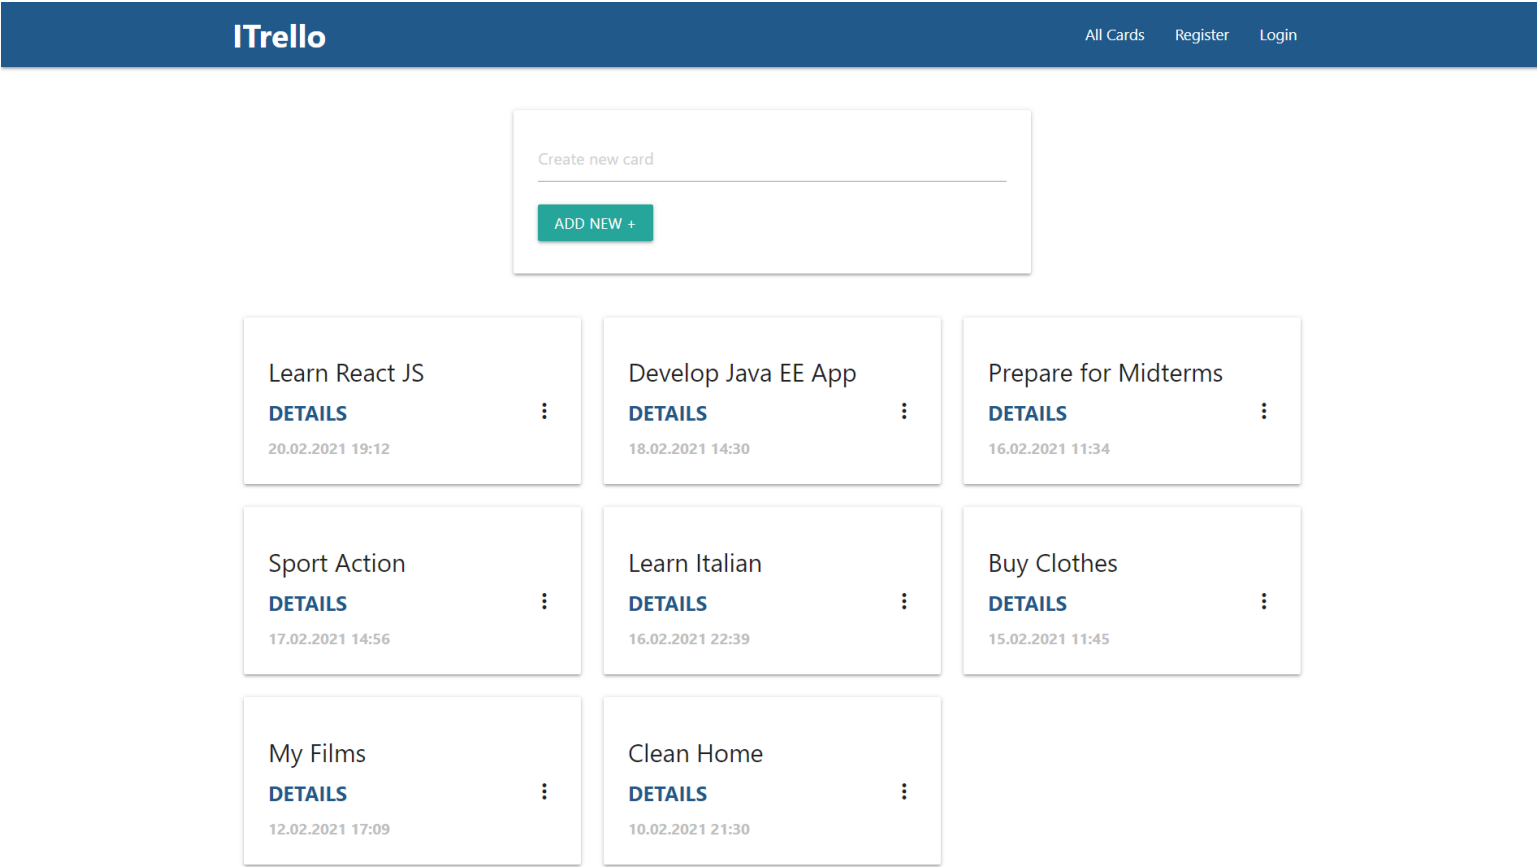 ITrello
All Cards
Register
Login
Create new card
ADD NEW +
Learn React JS
DETAILS
20.02.2021 19:12
Develop Java EE App
DETAILS
18.02.2021 14:30
Prepare for Midterms
DETAILS
16.02.2021 11:34
Sport Action
DETAILS
17.02.2021 14:56
Learn Italian
DETAILS
16.02.2021 22:39
Buy Clothes
DETAILS
15.02.2021 11:45
My Films
DETAILS
12.02.2021 17:09
Clean Home
DETAILS
10.02.2021 21:30